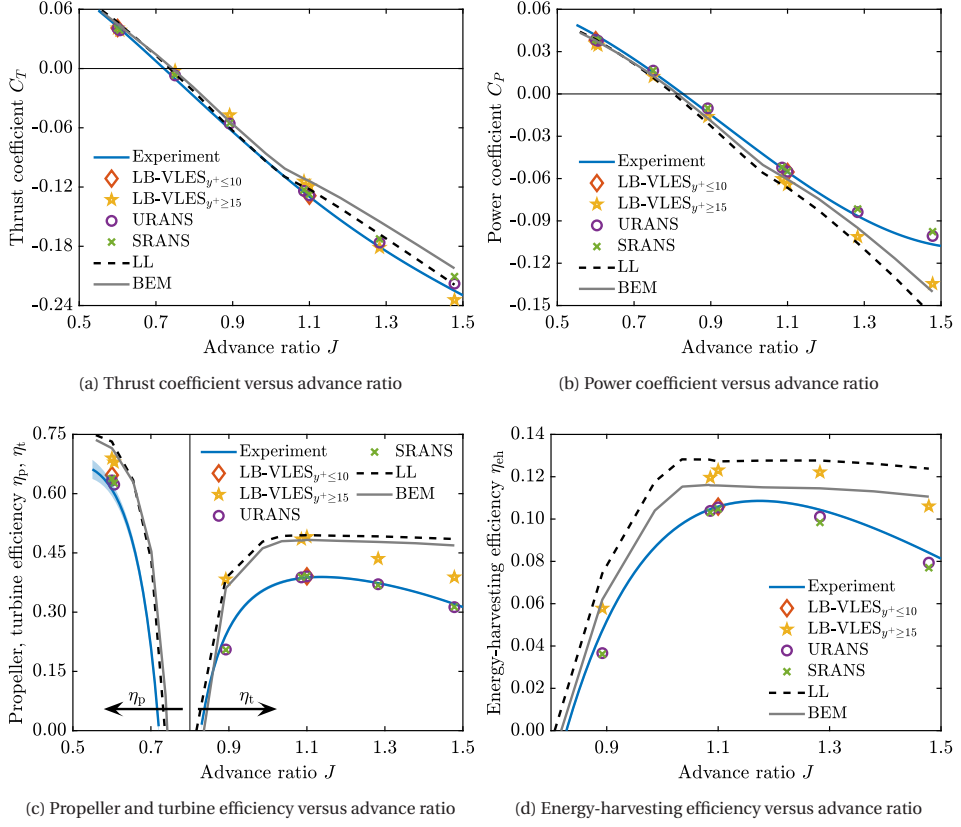 0.06
0.00
-0.06
-0.12
-0.18
-0.24
Thrust coefficient C_T
Experiment
LB-VLES_{y⁺≤10}
LB-VLES_{y⁺≥15}
URANS
SRANS
LL
BEM
0.5 0.7 0.9 1.1 1.3 1.5
Advance ratio J
(a) Thrust coefficient versus advance ratio
0.06
0.03
0.00
-0.03
-0.06
-0.09
-0.12
-0.15
Power coefficient C_P
Experiment
LB-VLES_{y⁺≤10}
LB-VLES_{y⁺≥15}
URANS
SRANS
LL
BEM
0.5 0.7 0.9 1.1 1.3 1.5
Advance ratio J
(b) Power coefficient versus advance ratio
0.75
0.60
0.45
0.30
0.15
0.00
Propeller, turbine efficiency η_p, η_t
Experiment
LB-VLES_{y⁺≤10}
LB-VLES_{y⁺≥15}
URANS
SRANS
LL
BEM
η_p
η_t
0.5 0.7 0.9 1.1 1.3 1.5
Advance ratio J
(c) Propeller and turbine efficiency versus advance ratio
0.14
0.12
0.10
0.08
0.06
0.04
0.02
0.00
Energy-harvesting efficiency η_eh
Experiment
LB-VLES_{y⁺≤10}
LB-VLES_{y⁺≥15}
URANS
SRANS
LL
BEM
0.9 1.1 1.3 1.5
Advance ratio J
(d) Energy-harvesting efficiency versus advance ratio